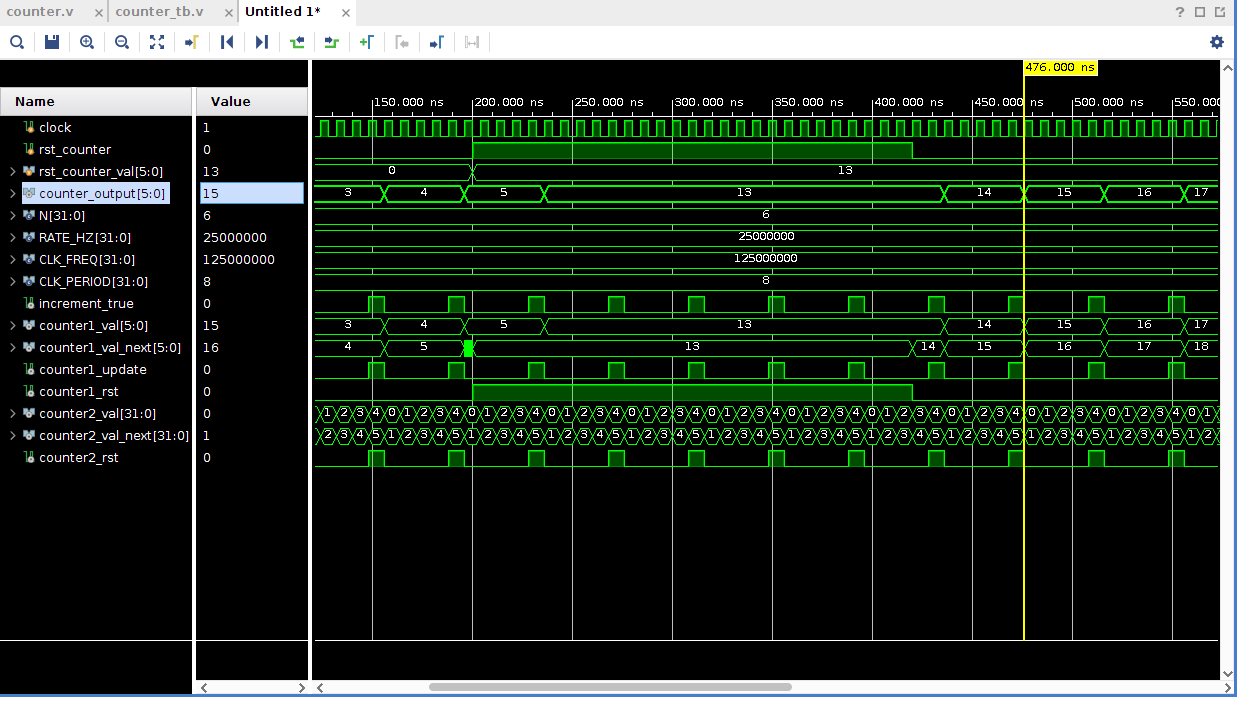 counter.v × counter_tb.v × Untitled 1* ×
476.000 ns
150.000 ns 200.000 ns 250.000 ns 300.000 ns 350.000 ns 400.000 ns 450.000 ns 500.000 ns 550.000
Name Value
clock 1
rst_counter 0
rst_counter_val[5:0] 13 0 13
counter_output[5:0] 15 3 4 5 13 14 15 16 17
N[31:0] 6 6
RATE_HZ[31:0] 25000000 25000000
CLK_FREQ[31:0] 125000000 125000000
CLK_PERIOD[31:0] 8 8
increment_true 0
counter1_val[5:0] 15 3 4 5 13 14 15 16 17
counter1_val_next[5:0] 16 4 5 13 14 15 16 17 18
counter1_update 0
counter1_rst 0
counter2_val[31:0] 0 1 2 3 4 0 1 2 3 4 0 1 2 3 4 0 1 2 3 4 0 1 2 3 4 0 1 2 3 4 0 1 2 3 4 0 1 2 3 4 0 1 2 3 4 0 1 2 3 4 0 1 2 3 4 0 1
counter2_val_next[31:0] 1 2 3 4 5 1 2 3 4 5 1 2 3 4 5 1 2 3 4 5 1 2 3 4 5 1 2 3 4 5 1 2 3 4 5 1 2 3 4 5 1 2 3 4 5 1 2 3 4 5 1 2 3 4 5 1 2
counter2_rst 0